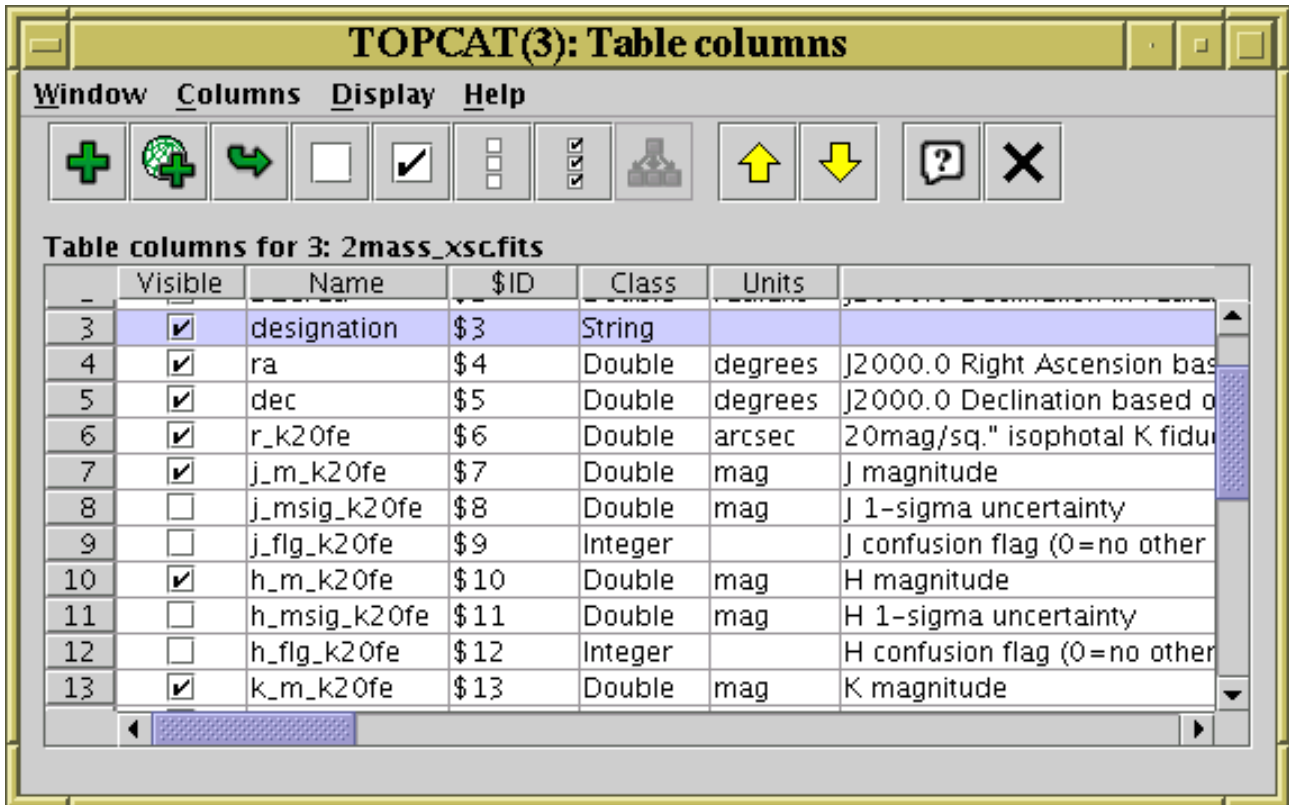 TOPCAT(3): Table columns
Window Columns Display Help
Table columns for 3: 2mass_xsc.fits
Visible Name $ID Class Units
3 designation $3 String
4 ra $4 Double degrees J2000.0 Right Ascension bas
5 dec $5 Double degrees J2000.0 Declination based o
6 r_k20fe $6 Double arcsec 20mag/sq." isophotal K fidu
7 j_m_k20fe $7 Double mag J magnitude
8 j_msig_k20fe $8 Double mag J 1-sigma uncertainty
9 j_flg_k20fe $9 Integer J confusion flag (0=no other
10 h_m_k20fe $10 Double mag H magnitude
11 h_msig_k20fe $11 Double mag H 1-sigma uncertainty
12 h_flg_k20fe $12 Integer H confusion flag (0=no other
13 k_m_k20fe $13 Double mag K magnitude